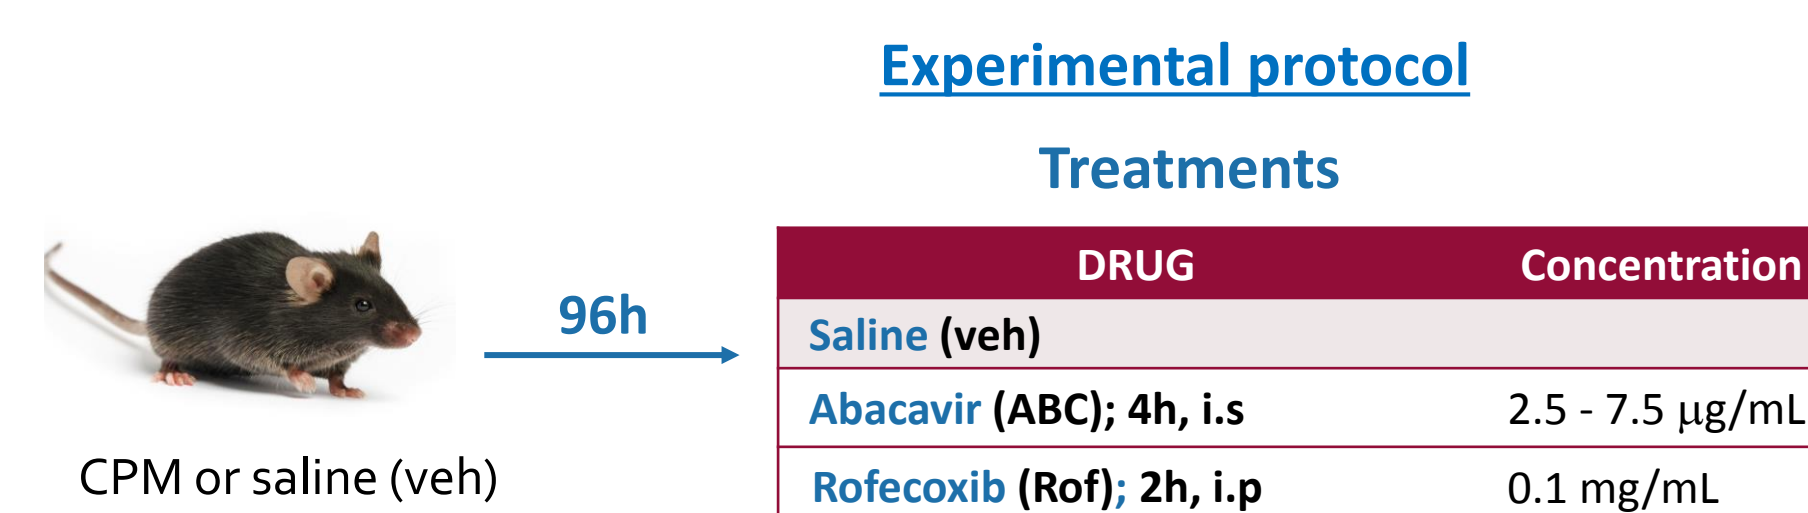 Experimental protocol
Treatments
96h
CPM or saline (veh)
DRUG Concentration
Saline (veh)
Abacavir (ABC); 4h, i.s 2.5 - 7.5 μg/mL
Rofecoxib (Rof); 2h, i.p 0.1 mg/mL